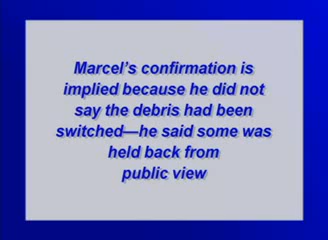 Marcel's confirmation is
implied because he did not
say the debris had been
switched—he said some was
held back from
public view